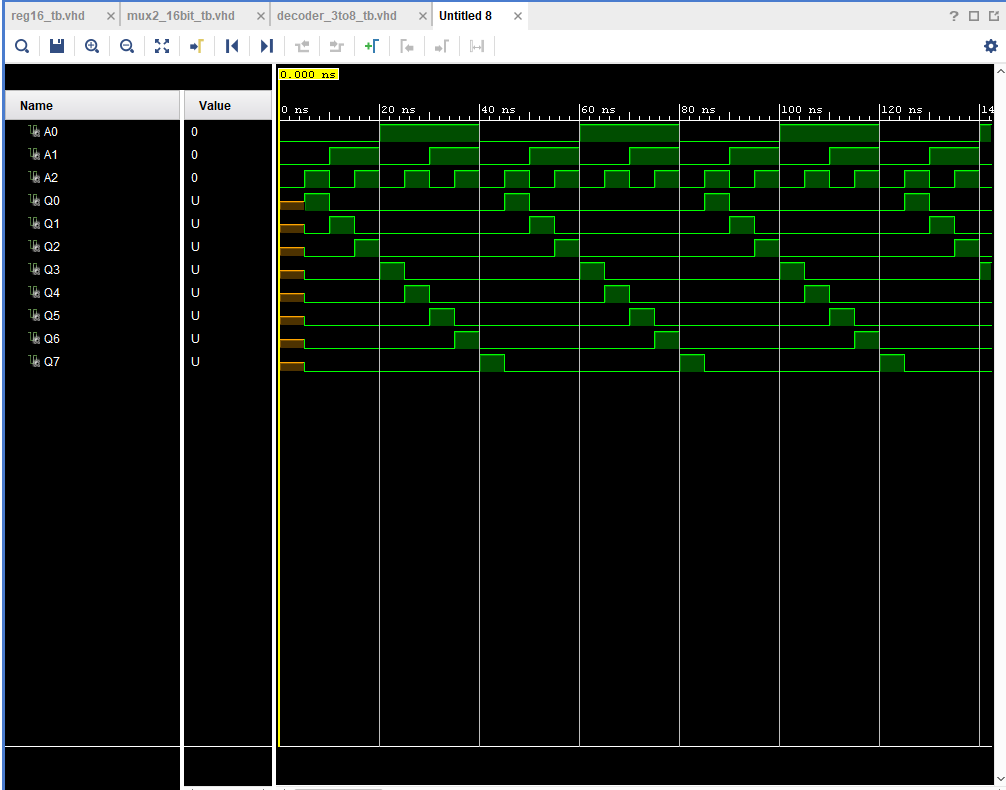 reg16_tb.vhd mux2_16bit_tb.vhd decoder_3to8_tb.vhd Untitled 8
0.000 ns
Name Value 0 ns 20 ns 40 ns 60 ns 80 ns 100 ns 120 ns 14
A0 0
A1 0
A2 0
Q0 U
Q1 U
Q2 U
Q3 U
Q4 U
Q5 U
Q6 U
Q7 U